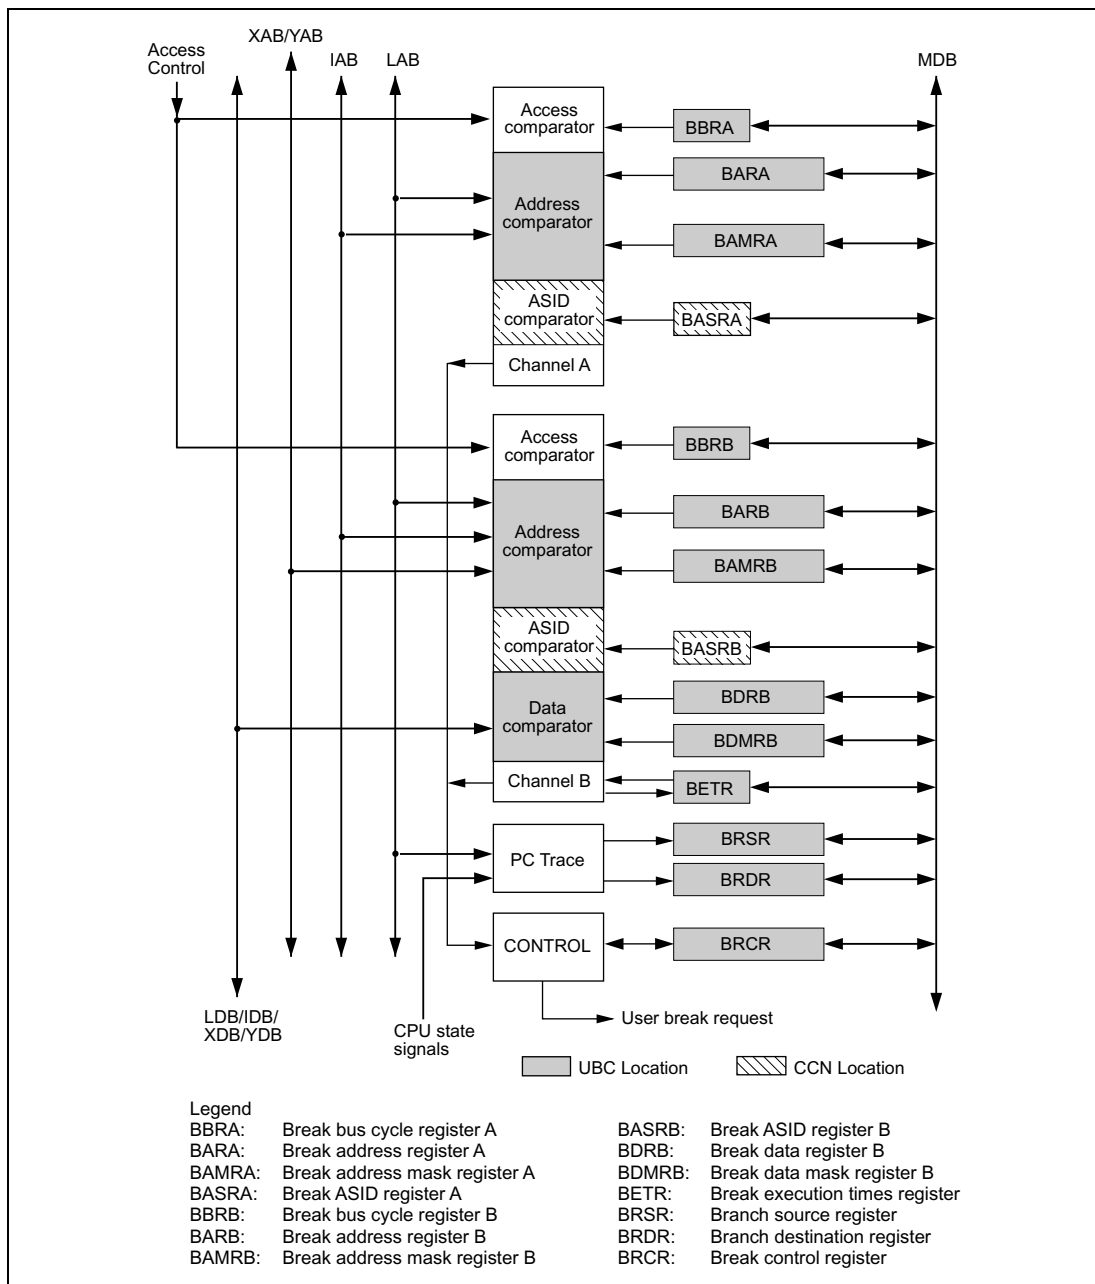 XAB/YAB
Access
Control
IAB
LAB
MDB
Access
comparator
BBRA
BARA
Address
comparator
BAMRA
ASID
comparator
BASRA
Channel A
Access
comparator
BBRB
BARB
Address
comparator
BAMRB
ASID
comparator
BASRB
BDRB
Data
comparator
BDMRB
Channel B
BETR
BRSR
PC Trace
BRDR
CONTROL
BRCR
LDB/IDB/
XDB/YDB
CPU state
signals
User break request
UBC Location
CCN Location
Legend
BBRA: Break bus cycle register A
BARA: Break address register A
BAMRA: Break address mask register A
BASRA: Break ASID register A
BBRB: Break bus cycle register B
BARB: Break address register B
BAMRB: Break address mask register B
BASRB: Break ASID register B
BDRB: Break data register B
BDMRB: Break data mask register B
BETR: Break execution times register
BRSR: Branch source register
BRDR: Branch destination register
BRCR: Break control register